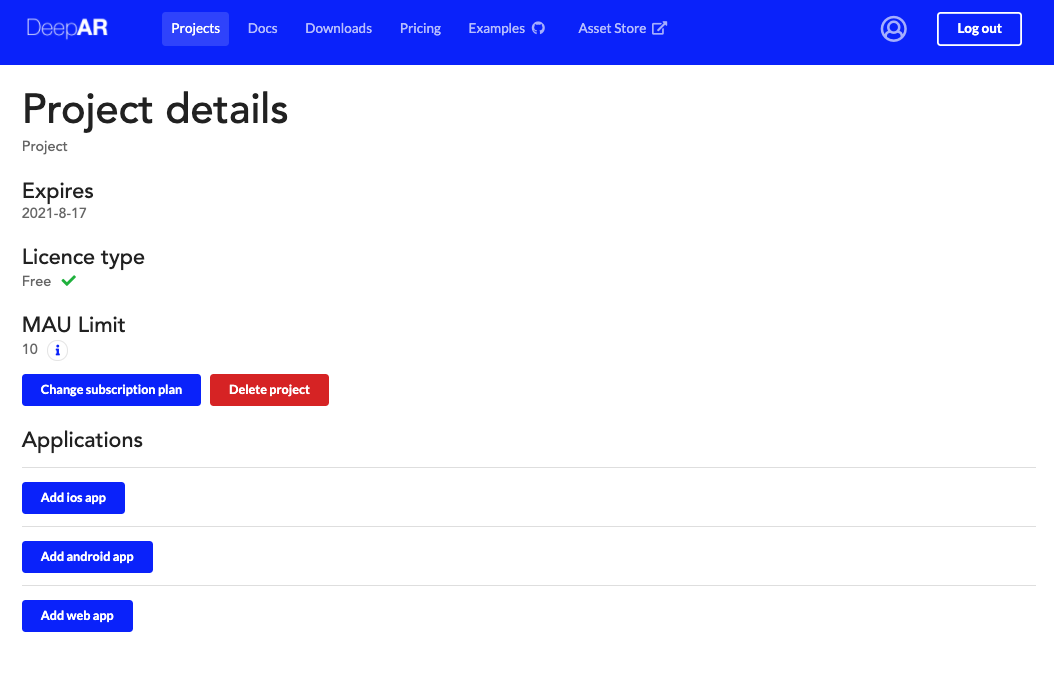 DeepAR Projects Docs Downloads Pricing Examples Asset Store Log out
Project details
Project
Expires
2021-8-17
Licence type
Free
MAU Limit
10 i
Change subscription plan Delete project
Applications
Add ios app
Add android app
Add web app